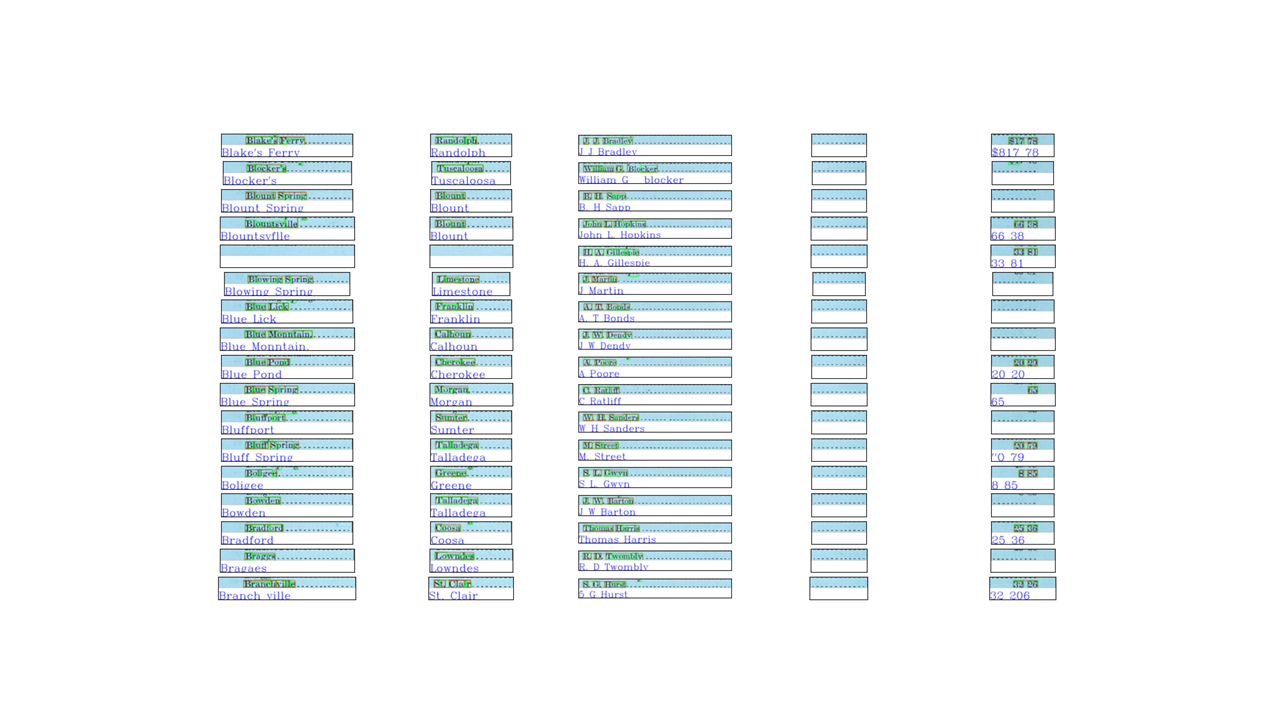 Blake's Ferry. Randolph. J. J. Bradley $17 78
Blake's Ferry Randolph J J Bradley $817 78
Blocker's Tuscaloosa William G. Blocker
Blocker's Tuscaloosa William G blocker
Blount Spring Blount B. H. Sapp
Blount Spring Blount B. H Sapp
Blountsville Blount John L. Hopkins 66 38
Blountsyflle Blount John L. Hopkins 66 38
H. A. Gillespie 33 81
H. A. Gillespie 33 81
Blowing Spring Limestone J. Martin
Blowing Spring Limestone J Martin
Blue Lick Franklin A. T. Bonds
Blue Lick Franklin A. T Bonds
Blue Mountain. Calhoun J. W. Dendy
Blue Monntain. Calhoun J W Dendy
Blue Pond Cherokee A. Poore 20 20
Blue Pond Cherokee A Poore 20 20
Blue Spring Morgan. C. Ratliff 65
Blue Spring Morgan C Ratliff 65
Bluffport Sumter W. H. Sanders
Bluffport Sumter W H Sanders
Bluff Spring Talladega M. Street 79
Bluff Spring Talladega M. Street "0 79
Boligee Greene S. L. Gwyn 8 85
Boligee Greene S L. Gwyn 8 85
Bowden Talladega J. W. Barton
Bowden Talladega J W Barton
Bradford Coosa Thomas Harris 25 36
Bradford Coosa Thomas Harris 25 36
Braggs Lowndes R. D. Twombly
Bragaes Lowndes R. D Twombly
Branchville St. Clair S. G. Hurst 32 26
Branch ville St. Clair 5 G Hurst 32 206